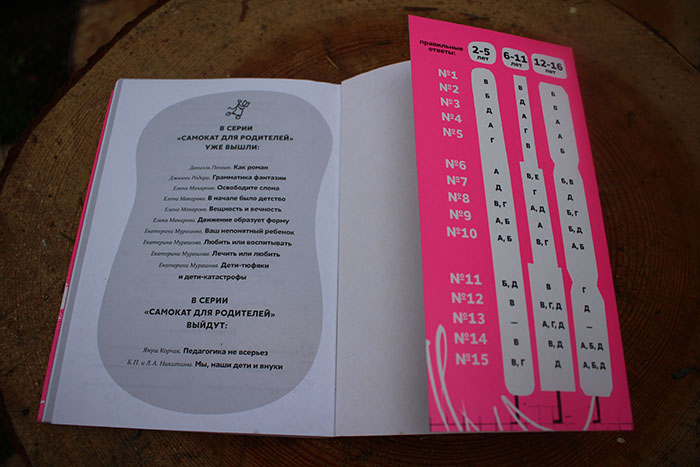 В СЕРИИ
«САМОКАТ ДЛЯ РОДИТЕЛЕЙ»
УЖЕ ВЫШЛИ:
Даниэль Пеннак. Как роман
Джанни Родари. Грамматика фантазии
Елена Макарова. Освободите слона
Елена Макарова. В начале было детство
Елена Макарова. Вещность и вечность
Елена Макарова. Движение образует форму
Екатерина Мурашова. Ваш непонятный ребенок
Екатерина Мурашова. Любить или воспитывать
Екатерина Мурашова. Лечить или любить
Екатерина Мурашова. Дети-тюфяки
и дети-катастрофы
В СЕРИИ
«САМОКАТ ДЛЯ РОДИТЕЛЕЙ»
ВЫЙДУТ:
Януш Корчак. Педагогика не всерьез
Б. П. и Л.А. Никитины. Мы, наши дети и внуки
правильные ответы: 2-5 лет 6-11 лет 12-16 лет
№1 В В Б
№2 Б Д В
№3 Д А А
№4 А Г А
№5 Г В Б
№6 А В, Е Б, В
№7 Д Г Д
№8 В, Г А, Д Б, Г
№9 А, Б А Б, Д
№10 А, Б В, Г А, Б
№11 Б, Д В Г
№12 В В, Г, Д Д
№13 — А, Г, Д —
№14 В В, Д А, Б
№15 В, Г Д А, Б, Д